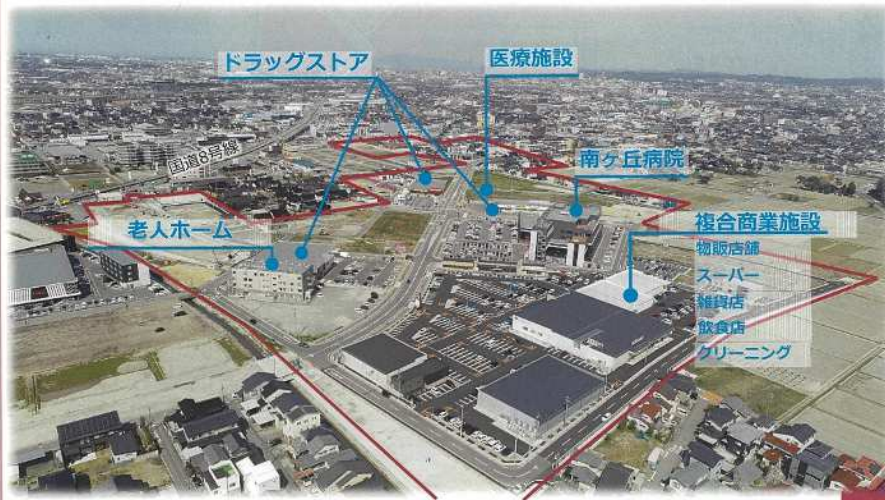 ドラッグストア
医療施設
国道8号線
南ヶ丘病院
老人ホーム
複合商業施設
物販店舗
スーパー
雑貨店
飲食店
クリーニング